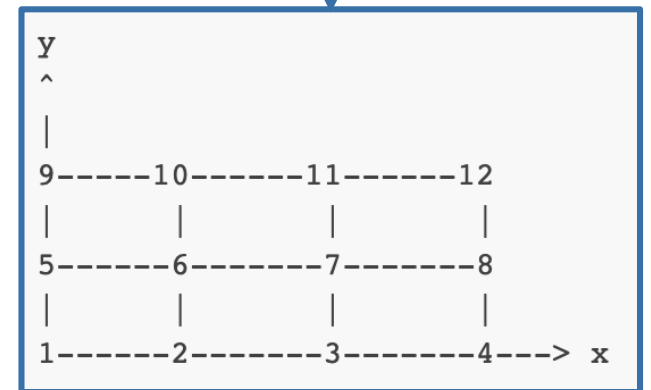 y
^
|
9-----10------11------12
|       |        |        |
5------6-------7-------8
|       |        |        |
1------2-------3-------4---> x